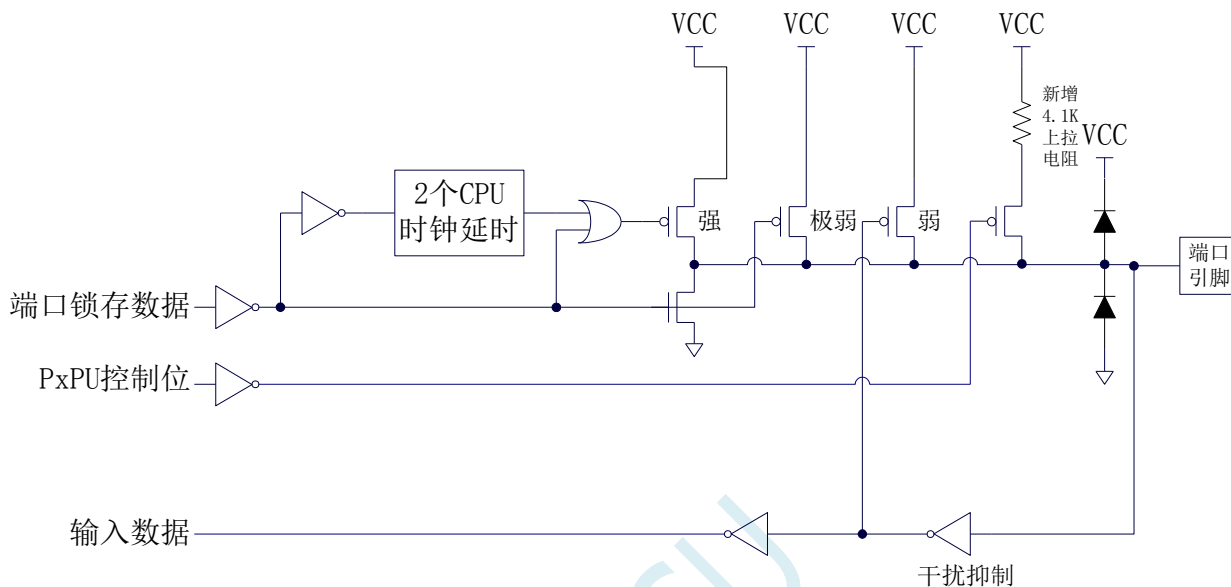 VCC
VCC
VCC
VCC
新增
4.1K
上拉
电阻
VCC
2个CPU
时钟延时
强
极弱
弱
端口
引脚
端口锁存数据
PxPU控制位
输入数据
干扰抑制